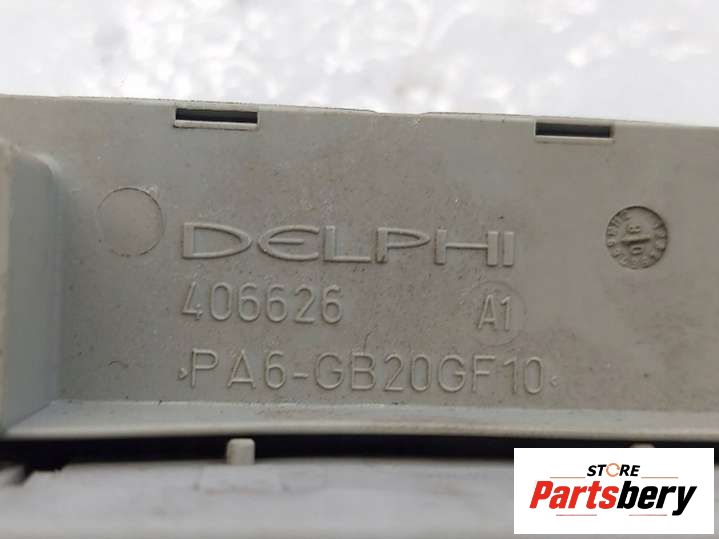 DELPHI
406626 A1
>PA6-GB20GF10<
STORE
Partsbery